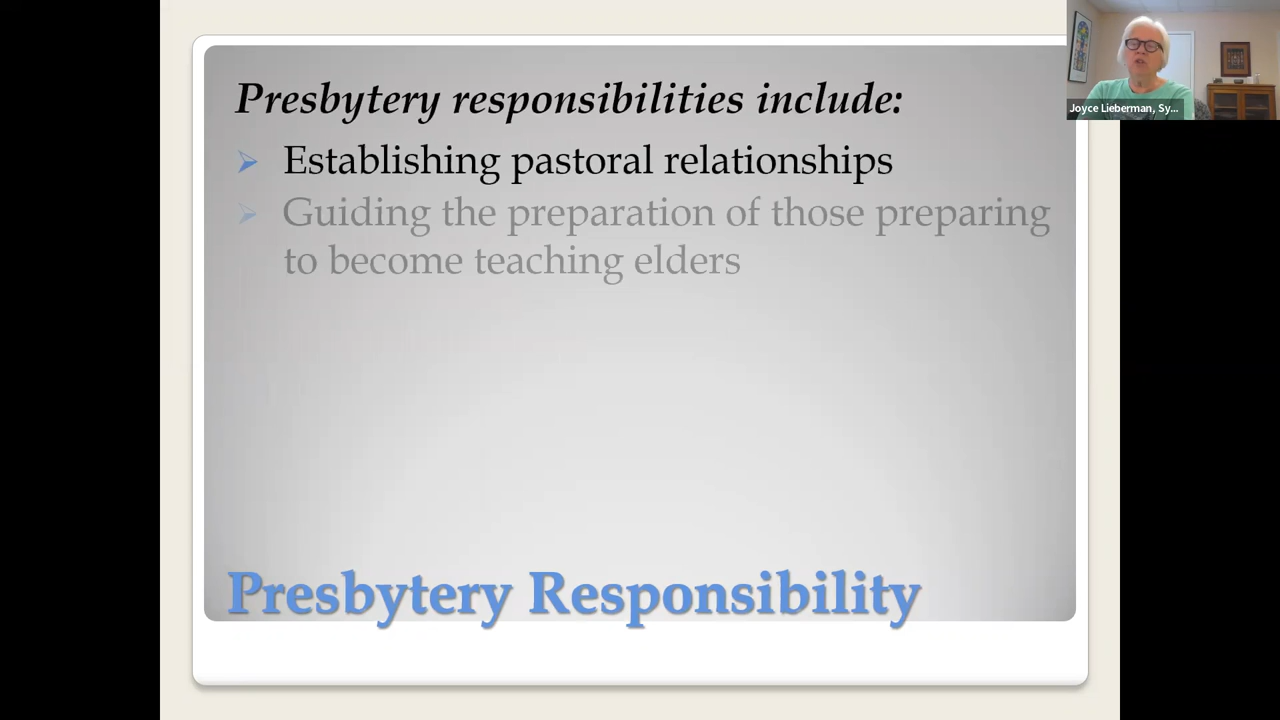 Presbytery responsibilities include:
Establishing pastoral relationships
Guiding the preparation of those preparing
to become teaching elders
Presbytery Responsibility
Joyce Lieberman, Sy...